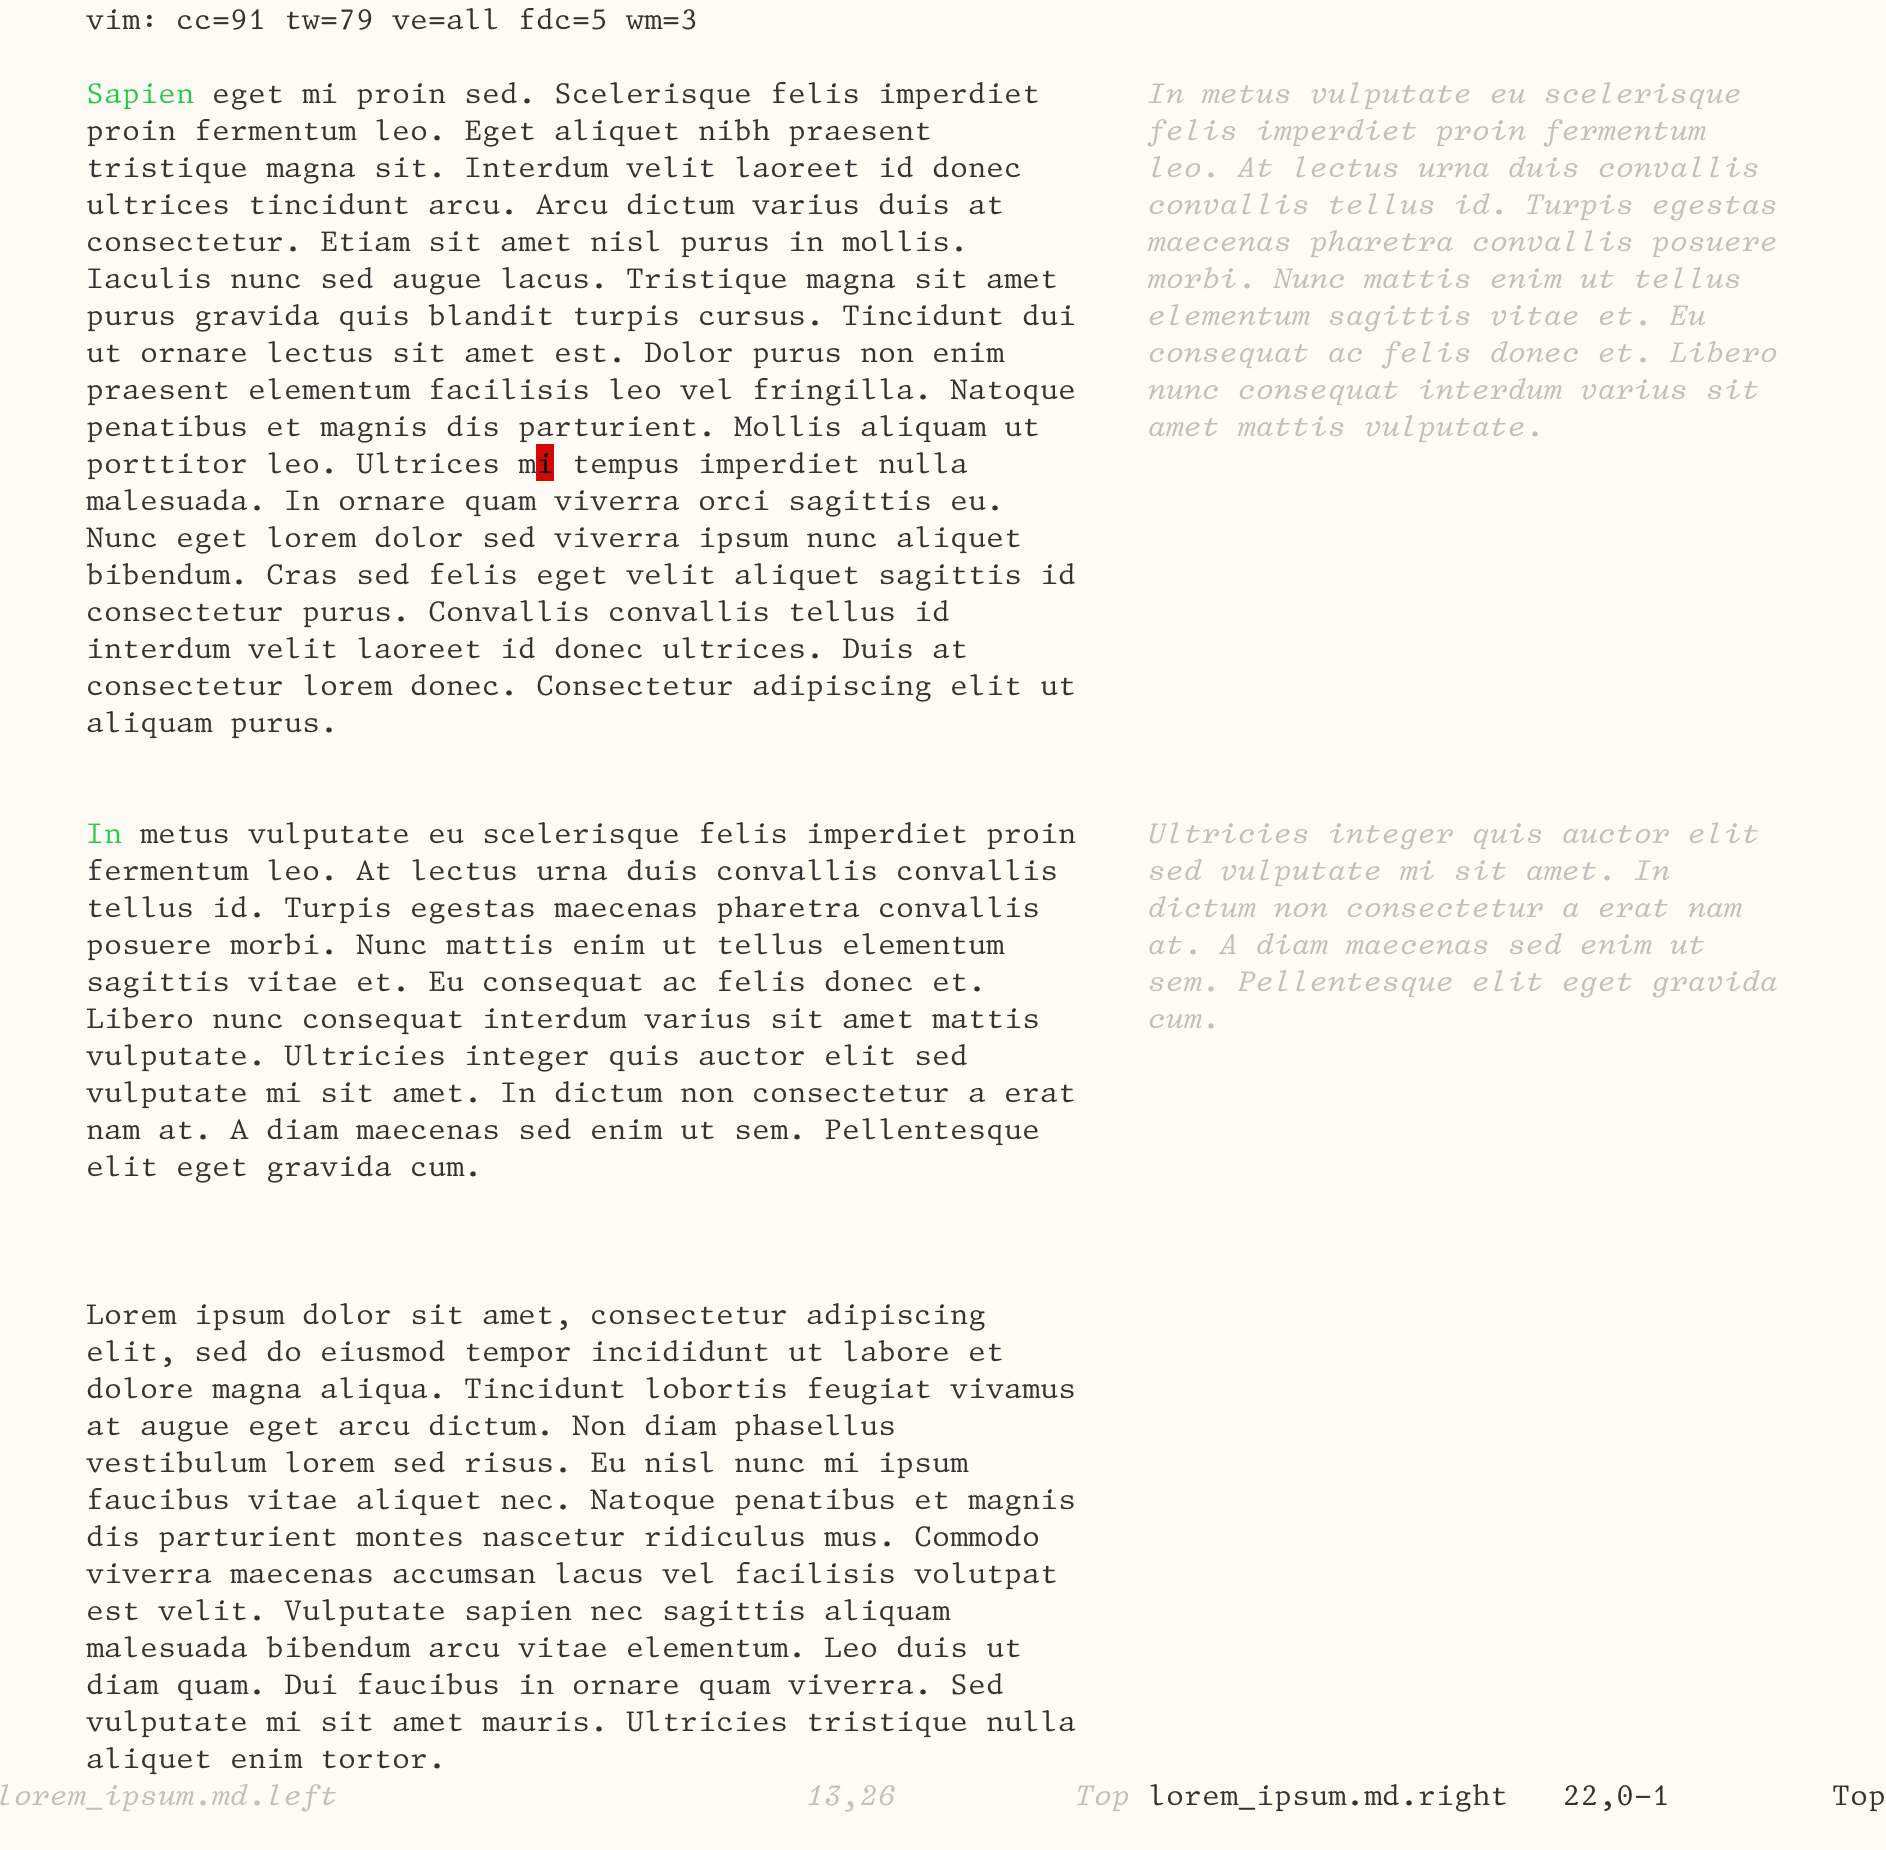 vim: cc=91 tw=79 ve=all fdc=5 wm=3
Sapien eget mi proin sed. Scelerisque felis imperdiet
proin fermentum leo. Eget aliquet nibh praesent
tristique magna sit. Interdum velit laoreet id donec
ultrices tincidunt arcu. Arcu dictum varius duis at
consectetur. Etiam sit amet nisl purus in mollis.
Iaculis nunc sed augue lacus. Tristique magna sit amet
purus gravida quis blandit turpis cursus. Tincidunt dui
ut ornare lectus sit amet est. Dolor purus non enim
praesent elementum facilisis leo vel fringilla. Natoque
penatibus et magnis dis parturient. Mollis aliquam ut
porttitor leo. Ultrices mi tempus imperdiet nulla
malesuada. In ornare quam viverra orci sagittis eu.
Nunc eget lorem dolor sed viverra ipsum nunc aliquet
bibendum. Cras sed felis eget velit aliquet sagittis id
consectetur purus. Convallis convallis tellus id
interdum velit laoreet id donec ultrices. Duis at
consectetur lorem donec. Consectetur adipiscing elit ut
aliquam purus.
In metus vulputate eu scelerisque felis imperdiet proin
fermentum leo. At lectus urna duis convallis convallis
tellus id. Turpis egestas maecenas pharetra convallis
posuere morbi. Nunc mattis enim ut tellus elementum
sagittis vitae et. Eu consequat ac felis donec et.
Libero nunc consequat interdum varius sit amet mattis
vulputate. Ultricies integer quis auctor elit sed
vulputate mi sit amet. In dictum non consectetur a erat
nam at. A diam maecenas sed enim ut sem. Pellentesque
elit eget gravida cum.
Lorem ipsum dolor sit amet, consectetur adipiscing
elit, sed do eiusmod tempor incididunt ut labore et
dolore magna aliqua. Tincidunt lobortis feugiat vivamus
at augue eget arcu dictum. Non diam phasellus
vestibulum lorem sed risus. Eu nisl nunc mi ipsum
faucibus vitae aliquet nec. Natoque penatibus et magnis
dis parturient montes nascetur ridiculus mus. Commodo
viverra maecenas accumsan lacus vel facilisis volutpat
est velit. Vulputate sapien nec sagittis aliquam
malesuada bibendum arcu vitae elementum. Leo duis ut
diam quam. Dui faucibus in ornare quam viverra. Sed
vulputate mi sit amet mauris. Ultricies tristique nulla
aliquet enim tortor.
In metus vulputate eu scelerisque
felis imperdiet proin fermentum
leo. At lectus urna duis convallis
convallis tellus id. Turpis egestas
maecenas pharetra convallis posuere
morbi. Nunc mattis enim ut tellus
elementum sagittis vitae et. Eu
consequat ac felis donec et. Libero
nunc consequat interdum varius sit
amet mattis vulputate.
Ultricies integer quis auctor elit
sed vulputate mi sit amet. In
dictum non consectetur a erat nam
at. A diam maecenas sed enim ut
sem. Pellentesque elit eget gravida
cum.
lorem_ipsum.md.left 13,26 Top lorem_ipsum.md.right 22,0-1 Top